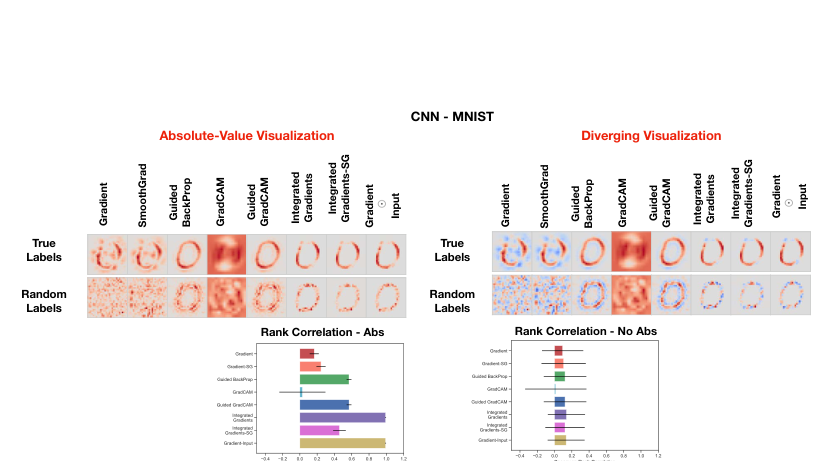 CNN - MNIST
Absolute-Value Visualization
Gradient
SmoothGrad
Guided
BackProp
GradCAM
Guided
GradCAM
Integrated
Gradients
Integrated
Gradients-SG
Gradient
⊙
Input
True
Labels
Random
Labels
Rank Correlation - Abs
Gradient
Gradient-SG
Guided BackProp
GradCAM
Guided GradCAM
Integrated
Gradients
Integrated
Gradients-SG
Gradient-Input
−0.4 −0.2 0.0 0.2 0.4 0.6 0.8 1.0 1.2
Diverging Visualization
Gradient
SmoothGrad
Guided
BackProp
GradCAM
Guided
GradCAM
Integrated
Gradients
Integrated
Gradients-SG
Gradient
⊙
Input
True
Labels
Random
Labels
Rank Correlation - No Abs
Gradient
Gradient-SG
Guided BackProp
GradCAM
Guided GradCAM
Integrated
Gradients
Integrated
Gradients-SG
Gradient-Input
−0.4 −0.2 0.0 0.2 0.4 0.6 0.8 1.0 1.2